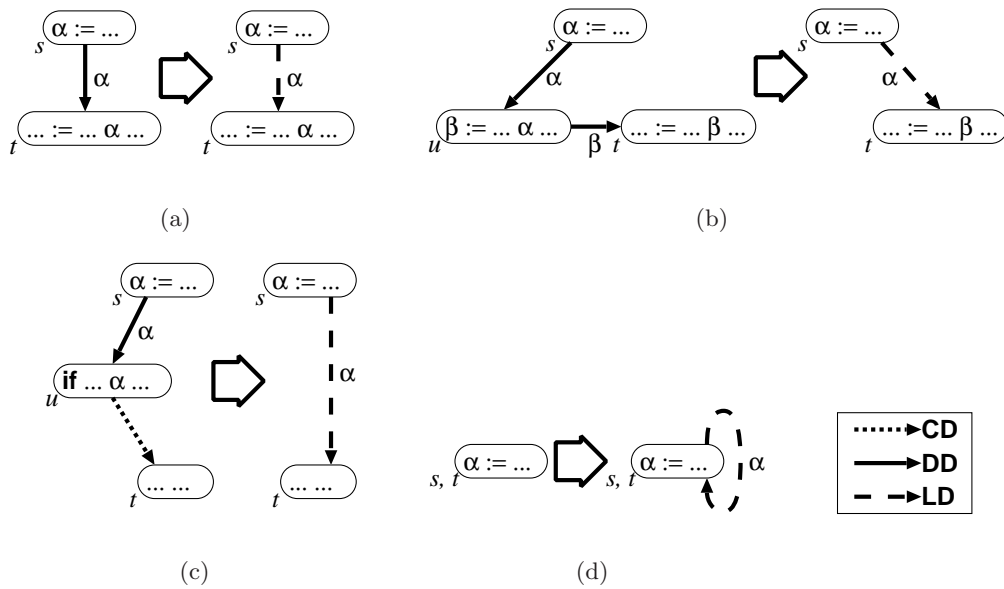 α := ...
s
α
... := ... α ...
t
α := ...
s
α
... := ... α ...
t
(a)
α := ...
s
α
β := ... α ...
u
β
... := ... β ...
t
α := ...
s
α
... := ... β ...
t
(b)
α := ...
s
α
if ... α ...
u
... ...
t
α := ...
s
α
... ...
t
(c)
α := ...
s, t
α := ...
s, t
α
(d)
CD
DD
LD